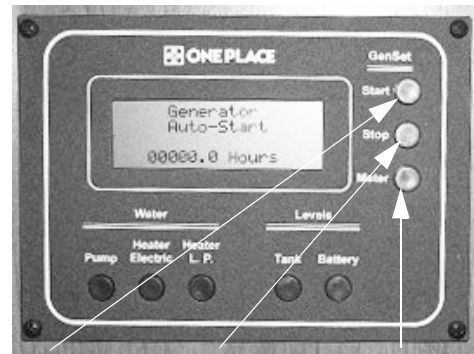 ONE PLACE
GenSet
Start
Generator
Auto-Start
Stop
00000.0 Hours
Meter
Water
Levels
Pump
Heater
Electric
Heater
L. P.
Tank
Battery